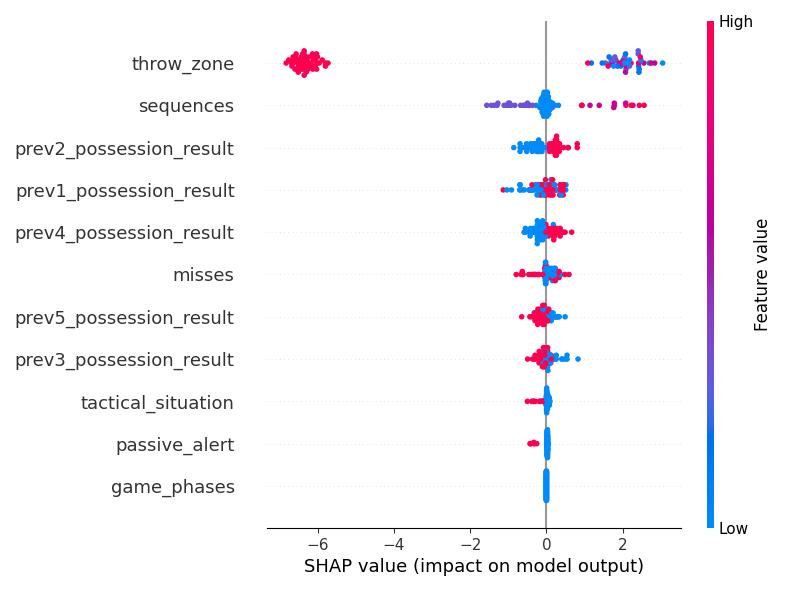 High
throw_zone
sequences
prev2_possession_result
prev1_possession_result
prev4_possession_result
misses
prev5_possession_result
prev3_possession_result
tactical_situation
passive_alert
game_phases
Feature value
Low
−6 −4 −2 0 2
SHAP value (impact on model output)